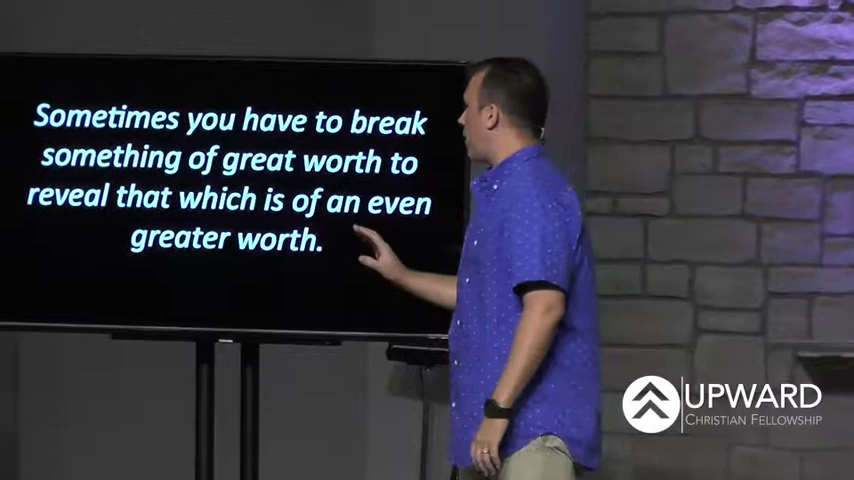 Sometimes you have to break
something of great worth to
reveal that which is of an even
greater worth.
UPWARD
CHRISTIAN FELLOWSHIP